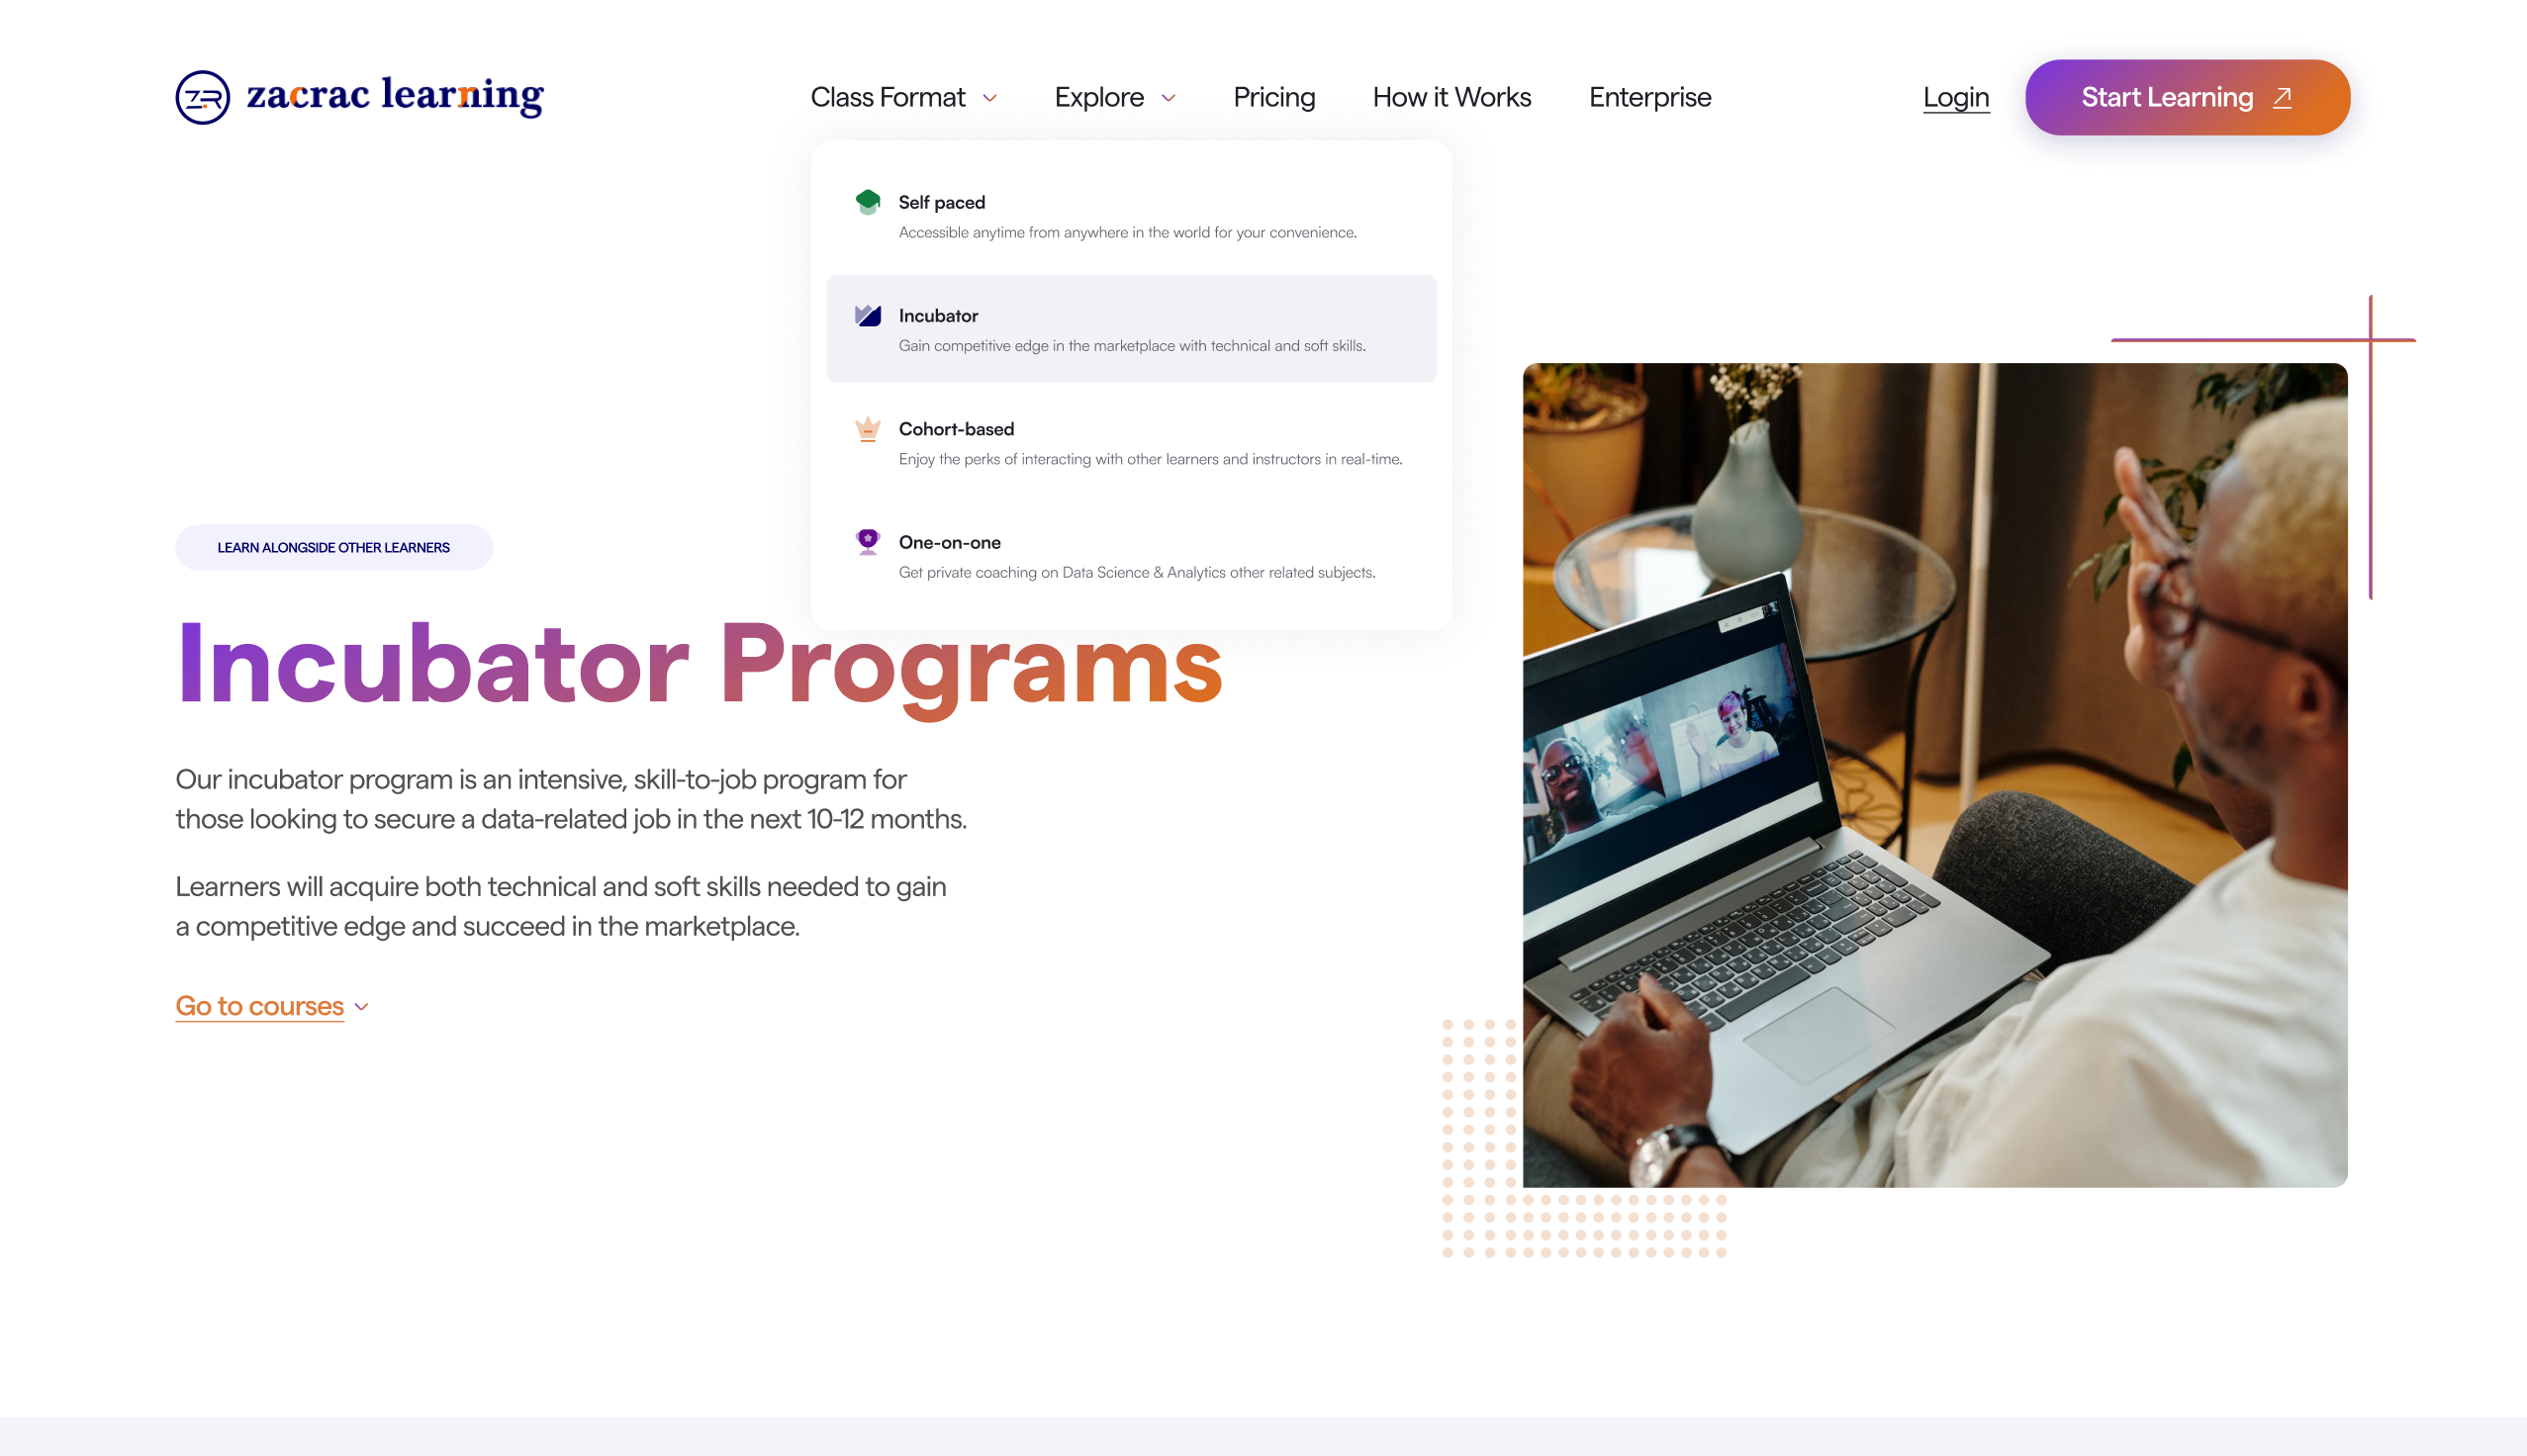 ZR zacrac learning
Class Format
Explore
Pricing
How it Works
Enterprise
Login
Start Learning
Self paced
Accessible anytime from anywhere in the world for your convenience.
Incubator
Gain competitive edge in the marketplace with technical and soft skills.
Cohort-based
Enjoy the perks of interacting with other learners and instructors in real-time.
One-on-one
Get private coaching on Data Science & Analytics other related subjects.
LEARN ALONGSIDE OTHER LEARNERS
Incubator Programs
Our incubator program is an intensive, skill-to-job program for
those looking to secure a data-related job in the next 10-12 months.
Learners will acquire both technical and soft skills needed to gain
a competitive edge and succeed in the marketplace.
Go to courses